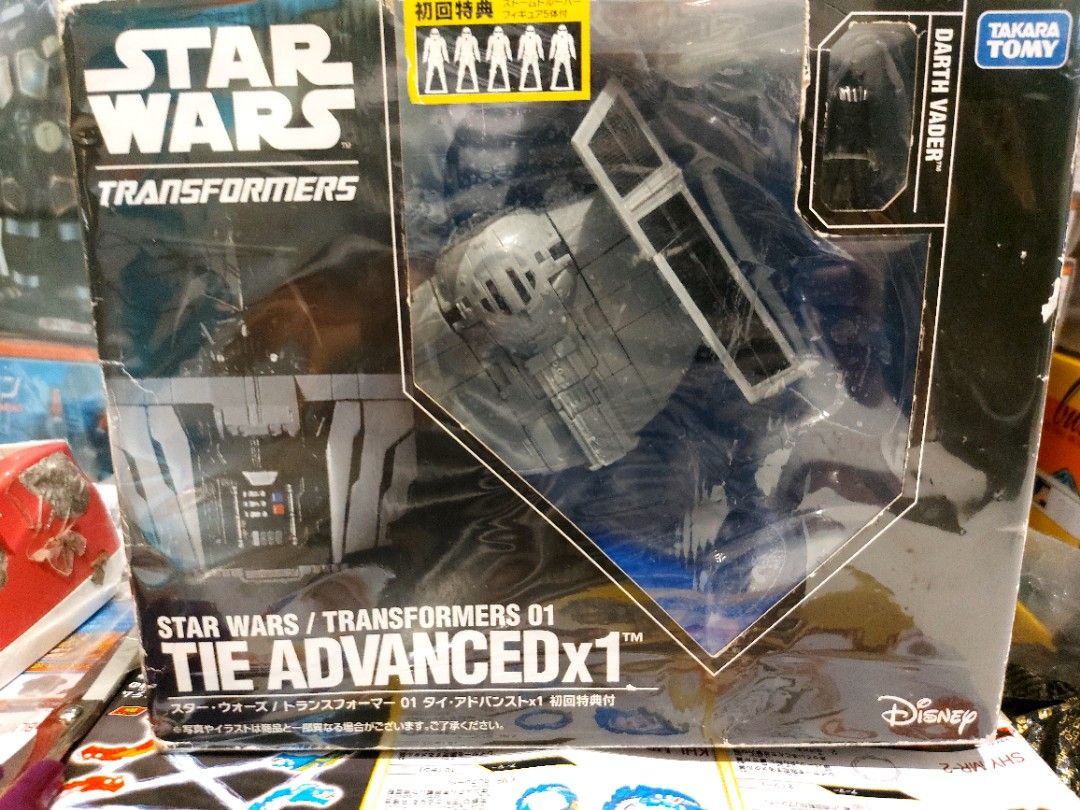 STAR
WARS
TRANSFORMERS
初回特典
ストームトルーパー
フィギュア5体付
DARTH VADER™
TAKARA
TOMY
STAR WARS / TRANSFORMERS 01
TIE ADVANCEDx1™
スター・ウォーズ / トランスフォーマー 01 タイ・アドバンストx1 初回特典付
※写真やイラストは商品と一部異なる場合がございます。ご了承ください。
Disney
SHY MR-2